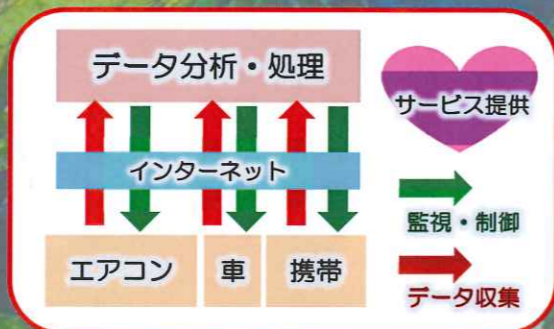 データ分析・処理
サービス提供
インターネット
監視・制御
エアコン
車
携帯
データ収集